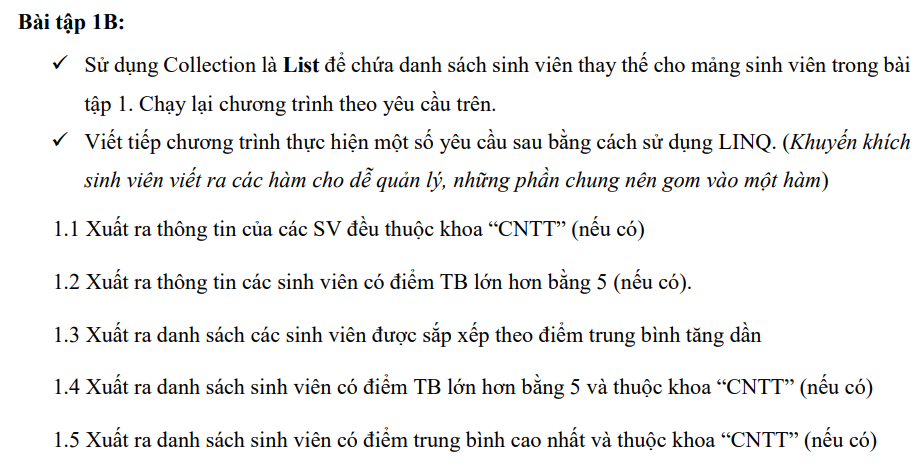 Bài tập 1B:
✓ Sử dụng Collection là List để chứa danh sách sinh viên thay thế cho mảng sinh viên trong bài
tập 1. Chạy lại chương trình theo yêu cầu trên.
✓ Viết tiếp chương trình thực hiện một số yêu cầu sau bằng cách sử dụng LINQ. (Khuyến khích
sinh viên viết ra các hàm cho dễ quản lý, những phần chung nên gom vào một hàm)
1.1 Xuất ra thông tin của các SV đều thuộc khoa “CNTT” (nếu có)
1.2 Xuất ra thông tin các sinh viên có điểm TB lớn hơn bằng 5 (nếu có).
1.3 Xuất ra danh sách các sinh viên được sắp xếp theo điểm trung bình tăng dần
1.4 Xuất ra danh sách sinh viên có điểm TB lớn hơn bằng 5 và thuộc khoa “CNTT” (nếu có)
1.5 Xuất ra danh sách sinh viên có điểm trung bình cao nhất và thuộc khoa “CNTT” (nếu có)